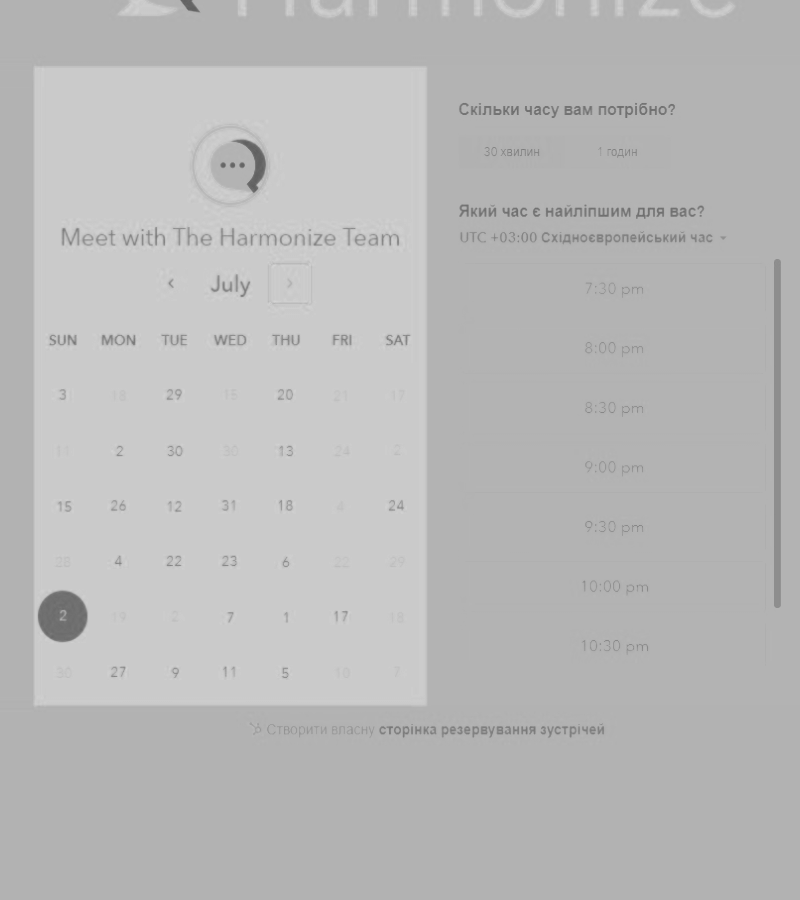 Harmonize
Meet with The Harmonize Team
July
SUN MON TUE WED THU FRI SAT
3 18 29 15 20 21 17
11 2 30 30 13 24 2
15 26 12 31 18 4 24
28 4 22 23 6 22 29
2 19 2 7 1 17 18
30 27 9 11 5 10 7
Скільки часу вам потрібно?
30 хвилин 1 годин
Який час є найліпшим для вас?
UTC +03:00 Східноєвропейський час
7:30 pm
8:00 pm
8:30 pm
9:00 pm
9:30 pm
10:00 pm
10:30 pm
Створити власну сторінка резервування зустрічей